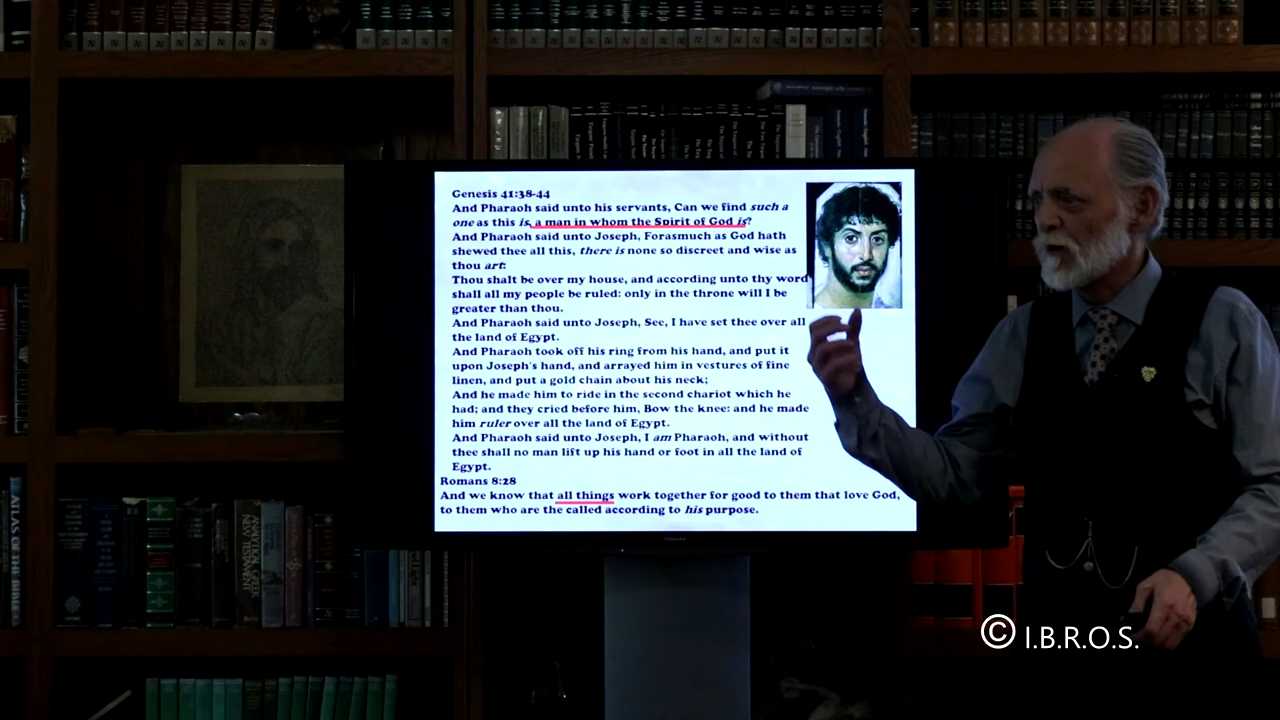 Genesis 41:38-44
And Pharaoh said unto his servants, Can we find such a
one as this is, a man in whom the Spirit of God is?
And Pharaoh said unto Joseph, Forasmuch as God hath
shewed thee all this, there is none so discreet and wise as
thou art:
Thou shalt be over my house, and according unto thy word
shall all my people be ruled: only in the throne will I be
greater than thou.
And Pharaoh said unto Joseph, See, I have set thee over all
the land of Egypt.
And Pharaoh took off his ring from his hand, and put it
upon Joseph's hand, and arrayed him in vestures of fine
linen, and put a gold chain about his neck;
And he made him to ride in the second chariot which he
had; and they cried before him, Bow the knee: and he made
him ruler over all the land of Egypt.
And Pharaoh said unto Joseph, I am Pharaoh, and without
thee shall no man lift up his hand or foot in all the land of
Egypt.
Romans 8:28
And we know that all things work together for good to them that love God,
to them who are the called according to his purpose.
TOSHIBA
ATLAS OF THE BIBLE
ANALYTICAL GREEK
NEW TESTAMENT
© I.B.R.O.S.